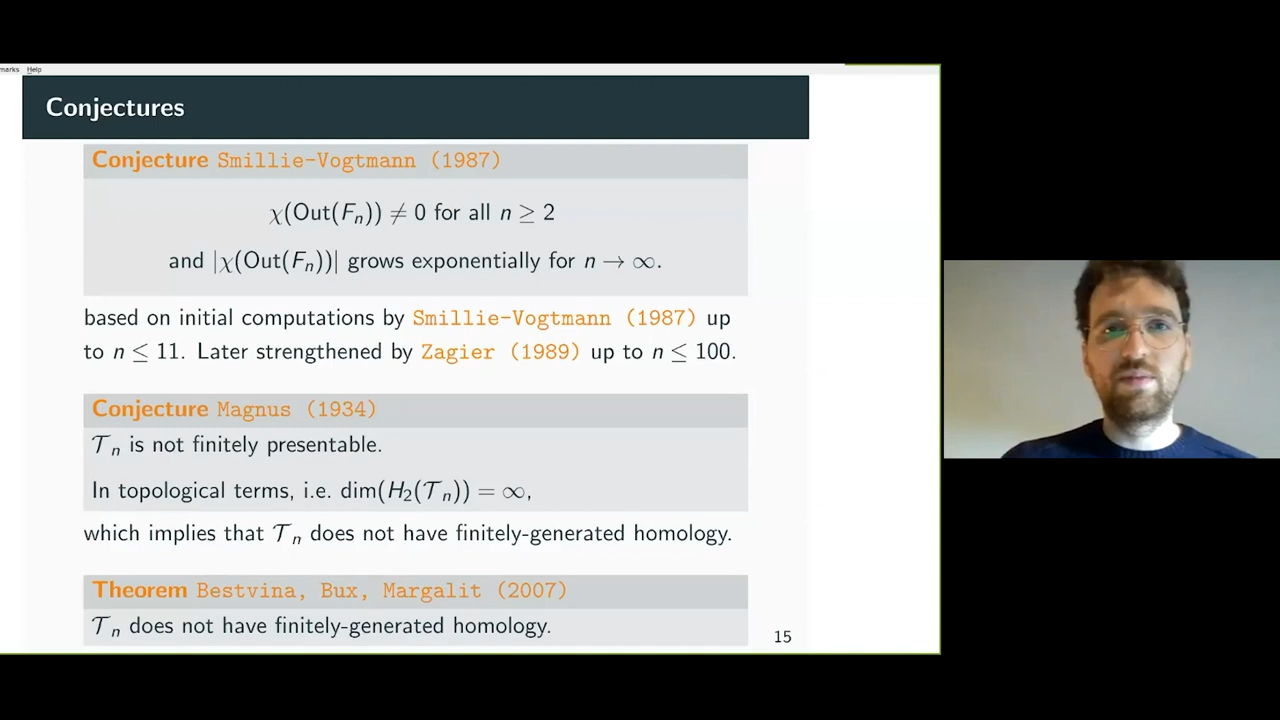 marks Help
Conjectures
Conjecture Smillie-Vogtmann (1987)
χ(Out(Fₙ)) ≠ 0 for all n ≥ 2
and |χ(Out(Fₙ))| grows exponentially for n → ∞.
based on initial computations by Smillie-Vogtmann (1987) up
to n ≤ 11. Later strengthened by Zagier (1989) up to n ≤ 100.
Conjecture Magnus (1934)
𝒯ₙ is not finitely presentable.
In topological terms, i.e. dim(H₂(𝒯ₙ)) = ∞,
which implies that 𝒯ₙ does not have finitely-generated homology.
Theorem Bestvina, Bux, Margalit (2007)
𝒯ₙ does not have finitely-generated homology.
15